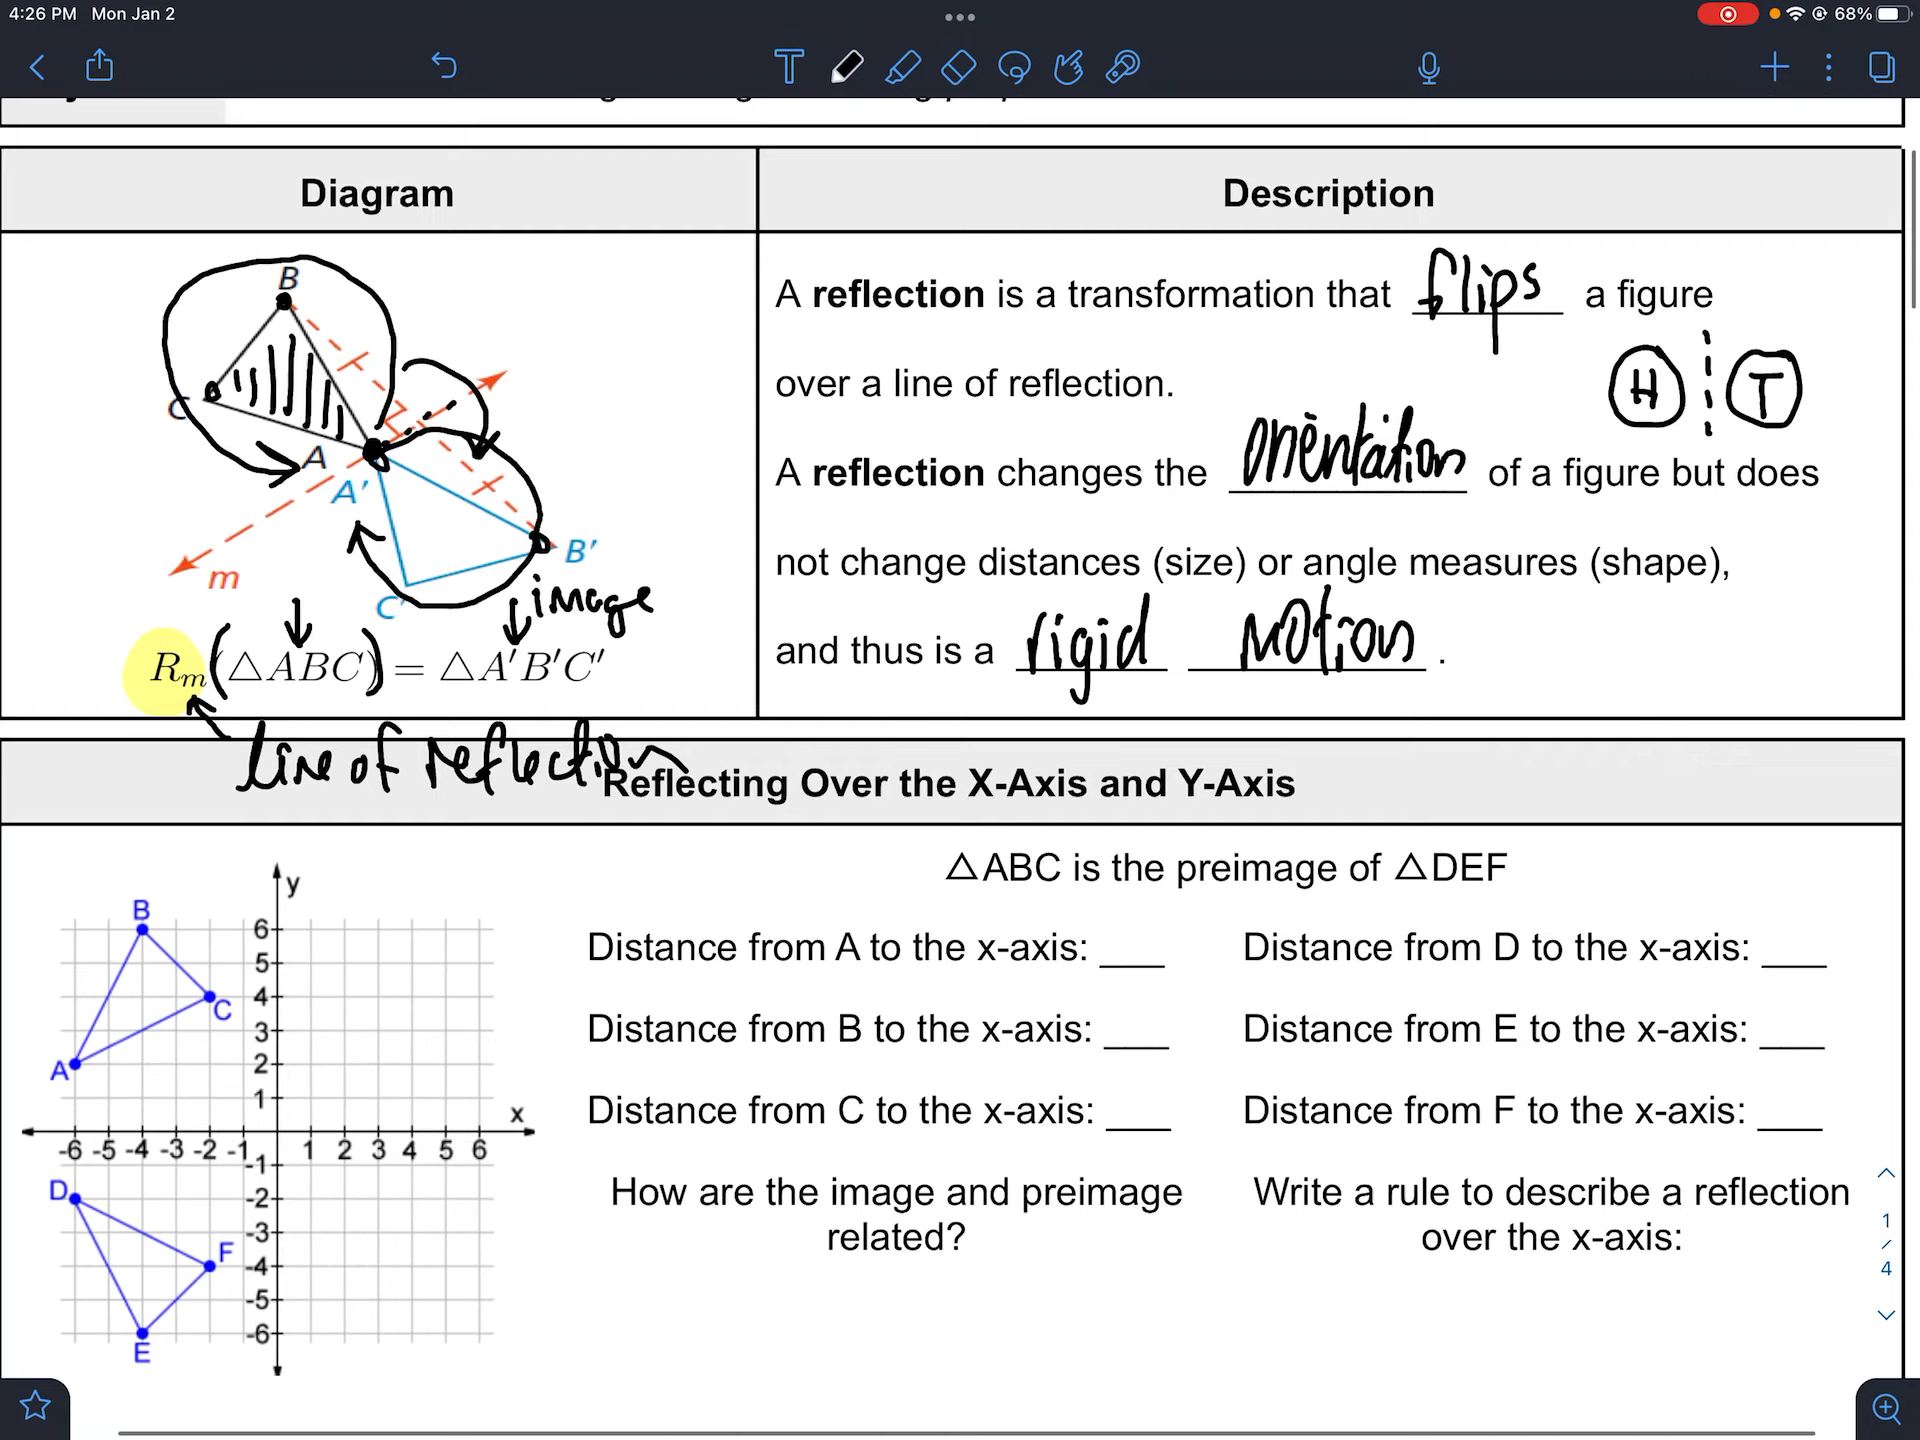 4:26 PM Mon Jan 2
68%
Diagram
Description
B
C
A
A'
B'
C'
m
image
R_m(△ABC) = △A'B'C'
line of reflection
A reflection is a transformation that flips a figure
over a line of reflection.
H T
A reflection changes the orientation of a figure but does
not change distances (size) or angle measures (shape),
and thus is a rigid motion.
Reflecting Over the X-Axis and Y-Axis
y
B
6
5
C
4
3
A
2
1
x
-6 -5 -4 -3 -2 -1 1 2 3 4 5 6
-1
D
-2
-3
F
-4
-5
-6
E
△ABC is the preimage of △DEF
Distance from A to the x-axis: ___ Distance from D to the x-axis: ___
Distance from B to the x-axis: ___ Distance from E to the x-axis: ___
Distance from C to the x-axis: ___ Distance from F to the x-axis: ___
How are the image and preimage
related?
Write a rule to describe a reflection
over the x-axis:
1
/
4